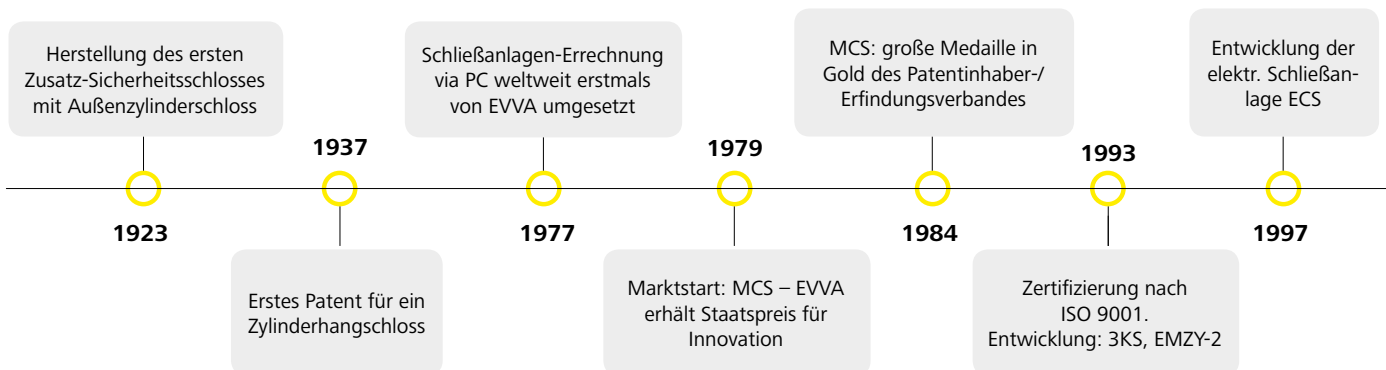 Herstellung des ersten
Zusatz-Sicherheitsschlosses
mit Außenzylinderschloss
1923
1937
Erstes Patent für ein
Zylinderhangschloss
Schließanlagen-Errechnung
via PC weltweit erstmals
von EVVA umgesetzt
1977
1979
Marktstart: MCS – EVVA
erhält Staatspreis für
Innovation
MCS: große Medaille in
Gold des Patentinhaber-/
Erfindungsverbandes
1984
1993
Zertifizierung nach
ISO 9001.
Entwicklung: 3KS, EMZY-2
Entwicklung der
elektr. Schließan-
lage ECS
1997